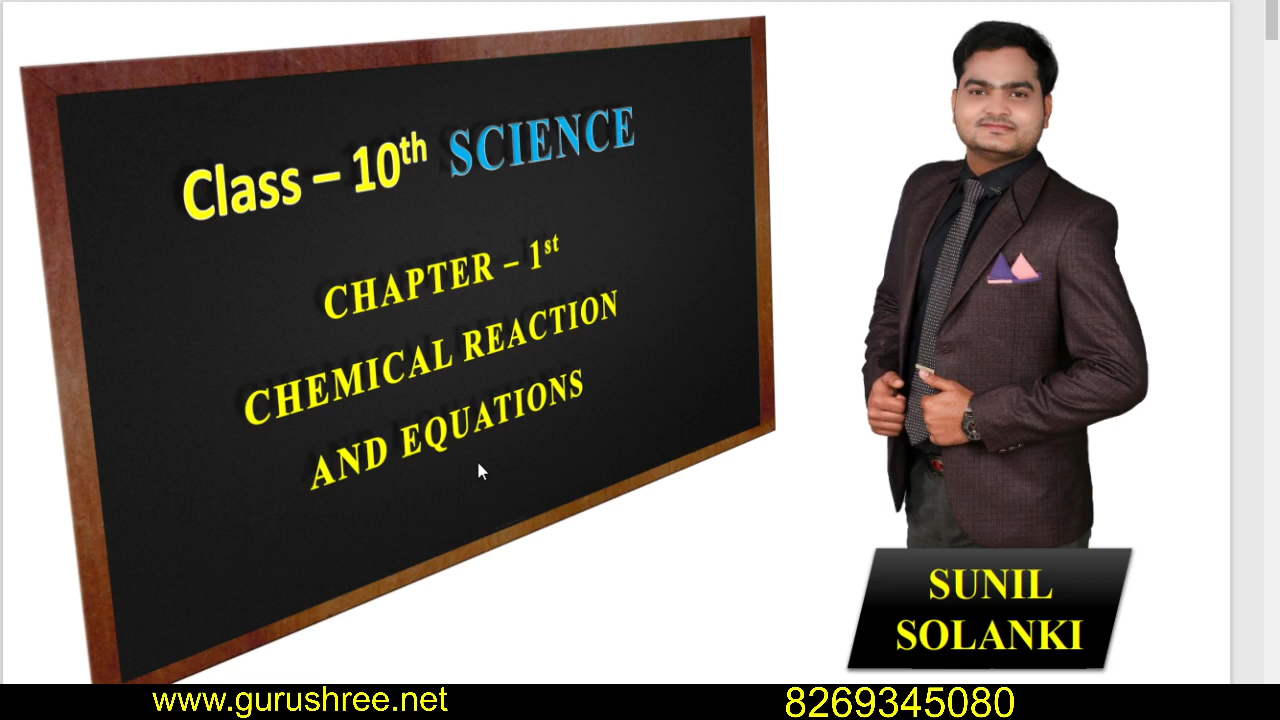 Class – 10th SCIENCE
CHAPTER – 1st
CHEMICAL REACTION
AND EQUATIONS
SUNIL
SOLANKI
www.gurushree.net
8269345080